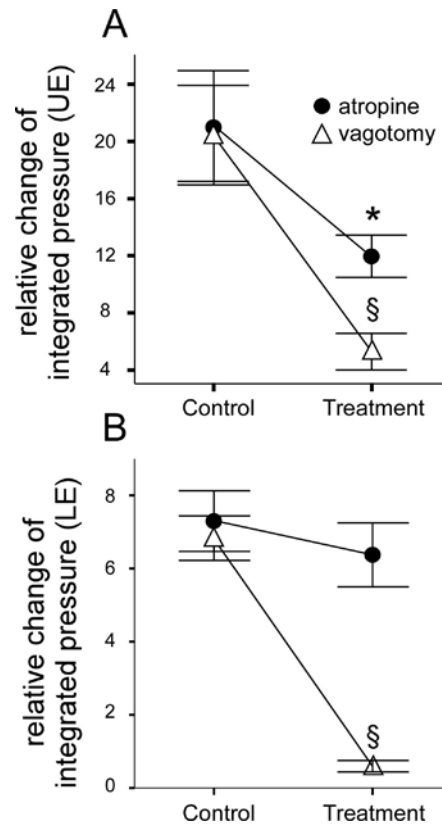 A
relative change of
integrated pressure (UE)
24
20
16
12
8
4
atropine
vagotomy
*
§
Control Treatment
B
relative change of
integrated pressure (LE)
8
6
4
2
0
§
Control Treatment